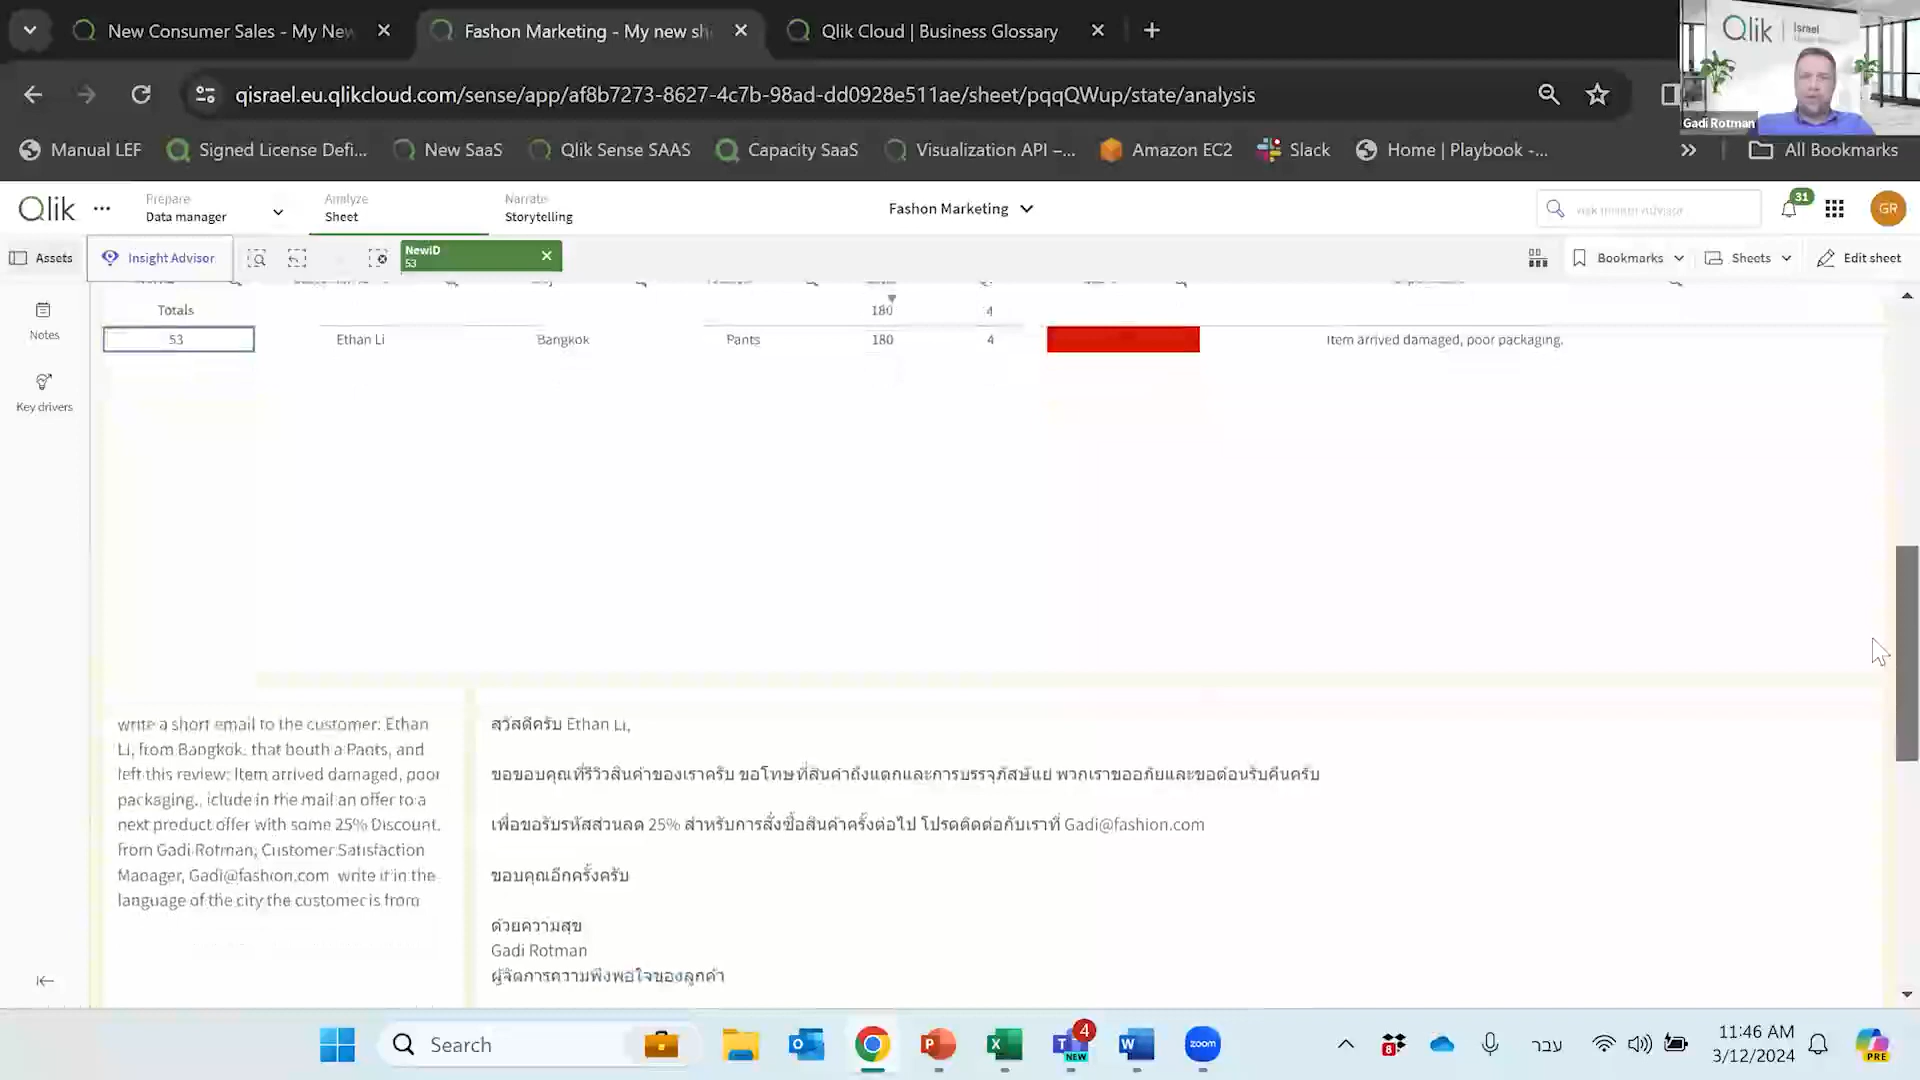 New Consumer Sales - My Nev
Fashon Marketing - My new sh
Qlik Cloud | Business Glossary
Qlik Israel
Gadi Rotman
qisrael.eu.qlikcloud.com/sense/app/af8b7273-8627-4c7b-98ad-dd0928e511ae/sheet/pqqQWup/state/analysis
Manual LEF
Signed License Defi...
New SaaS
Qlik Sense SAAS
Capacity SaaS
Visualization API –...
Amazon EC2
Slack
Home | Playbook -...
All Bookmarks
Qlik
Prepare
Data manager
Analyze
Sheet
Narrate
Storytelling
Fashon Marketing
Ask Insight Advisor
31
GR
Assets
Insight Advisor
NewID
53
Bookmarks
Sheets
Edit sheet
Notes
Key drivers
Totals 180 4
53 Ethan Li Bangkok Pants 180 4 Item arrived damaged, poor packaging.
write a short email to the customer: Ethan
Li, from Bangkok. that bouth a Pants, and
left this review: Item arrived damaged, poor
packaging., iclude in the mail an offer to a
next product offer with some 25% Discount.
from Gadi Rotman, Customer Satisfaction
Manager, Gadi@fashion.com write it in the
language of the city the customer is from
สวัสดีครับ Ethan Li,
ขอขอบคุณที่รีวิวสินค้าของเราครับ ขอโทษที่สินค้าถึงแตกและการบรรจุภัสษ์แย่ พวกเราขออภัยและขอต้อนรับคืนครับ
เพื่อขอรับรหัสส่วนลด 25% สำหรับการสั่งซื้อสินค้าครั้งต่อไป โปรดติดต่อกับเราที่ Gadi@fashion.com
ขอบคุณอีกครั้งครับ
ด้วยความสุข
Gadi Rotman
ผู้จัดการความพึงพอใจของลูกค้า
Search
4
NEW
zoom
8
עבר
11:46 AM
3/12/2024
PRE